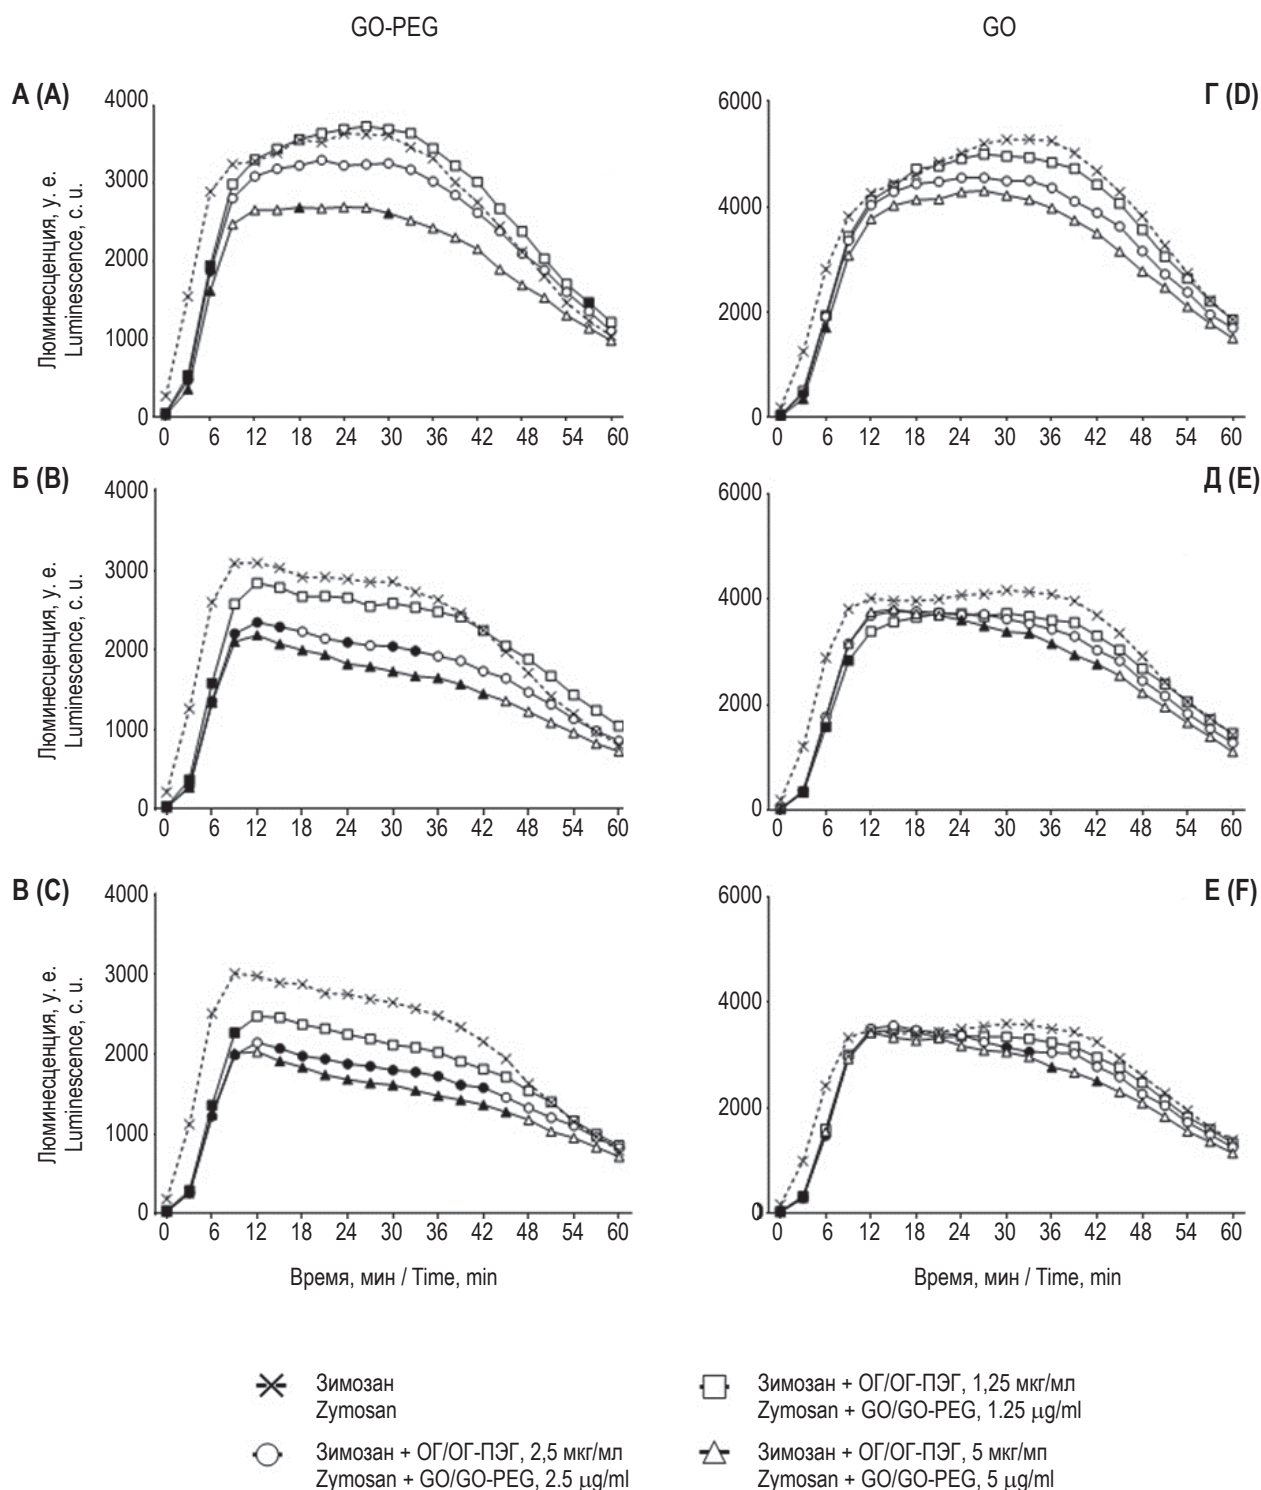 GO-PEG
GO
А (A)
Люминесценция, у. е.
Luminescence, c. u.
4000
3000
2000
1000
0
0 6 12 18 24 30 36 42 48 54 60
Г (D)
6000
4000
2000
0
0 6 12 18 24 30 36 42 48 54 60
Б (B)
Люминесценция, у. е.
Luminescence, c. u.
4000
3000
2000
1000
0
0 6 12 18 24 30 36 42 48 54 60
Д (E)
6000
4000
2000
0
0 6 12 18 24 30 36 42 48 54 60
В (C)
Люминесценция, у. е.
Luminescence, c. u.
4000
3000
2000
1000
0
0 6 12 18 24 30 36 42 48 54 60
Время, мин / Time, min
Е (F)
6000
4000
2000
0
0 6 12 18 24 30 36 42 48 54 60
Время, мин / Time, min
Зимозан
Zymosan
Зимозан + ОГ/ОГ-ПЭГ, 1,25 мкг/мл
Zymosan + GO/GO-PEG, 1.25 µg/ml
Зимозан + ОГ/ОГ-ПЭГ, 2,5 мкг/мл
Zymosan + GO/GO-PEG, 2.5 µg/ml
Зимозан + ОГ/ОГ-ПЭГ, 5 мкг/мл
Zymosan + GO/GO-PEG, 5 µg/ml